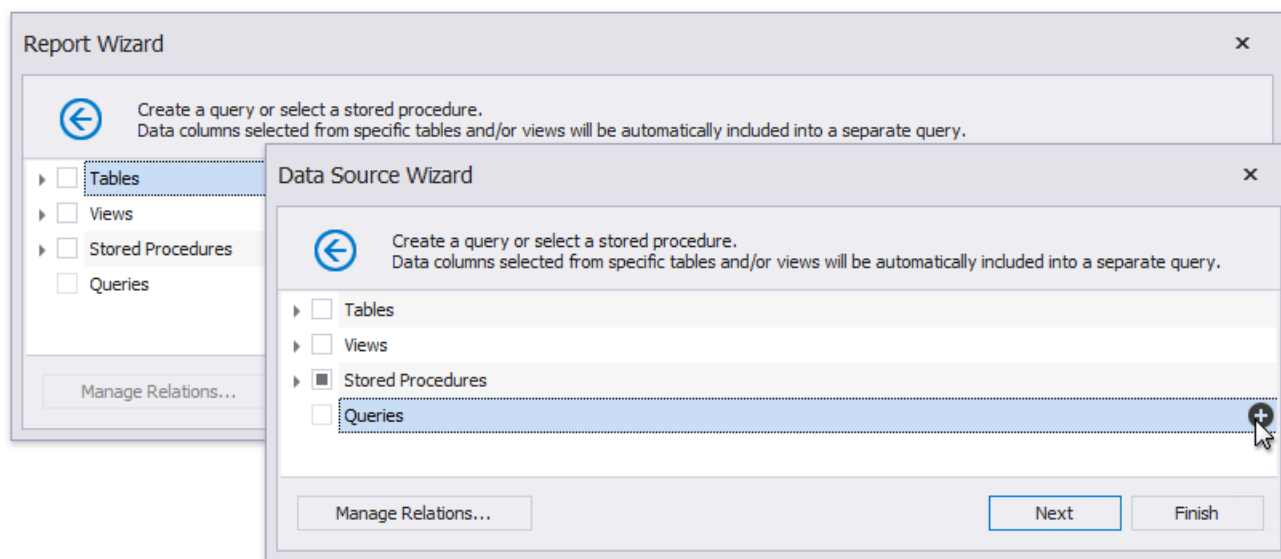 Report Wizard
Create a query or select a stored procedure.
Data columns selected from specific tables and/or views will be automatically included into a separate query.
Tables
Views
Stored Procedures
Queries
Manage Relations...
Data Source Wizard
Create a query or select a stored procedure.
Data columns selected from specific tables and/or views will be automatically included into a separate query.
Tables
Views
Stored Procedures
Queries
Manage Relations...
Next
Finish